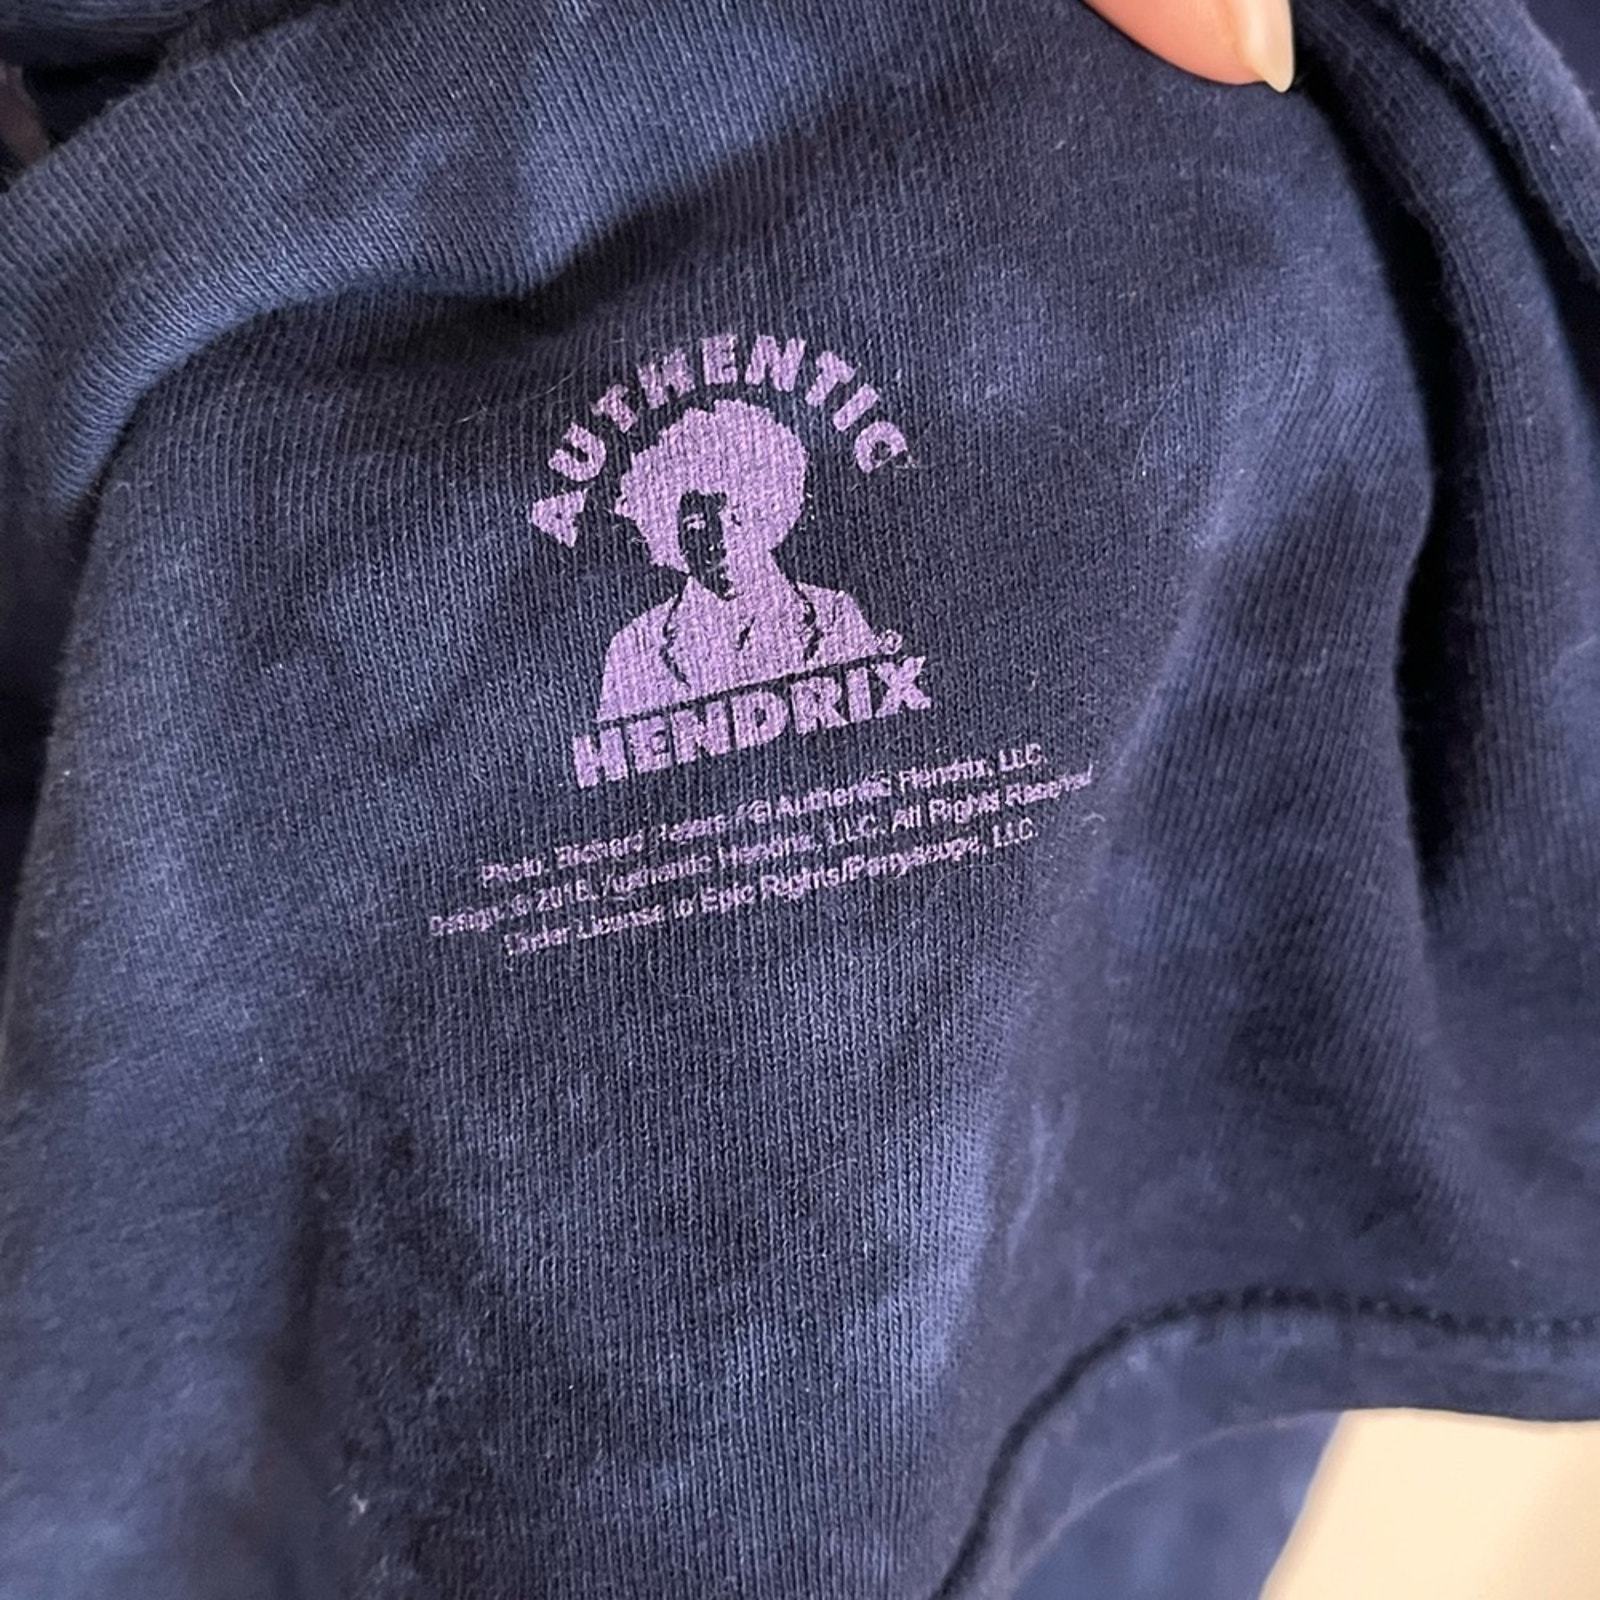 AUTHENTIC
HENDRIX
Photo: Richard Peters / © Authentic Hendrix, LLC.
Design: © 2018, Authentic Hendrix, LLC. All Rights Reserved
Under License to Epic Rights/Perryscope, LLC.